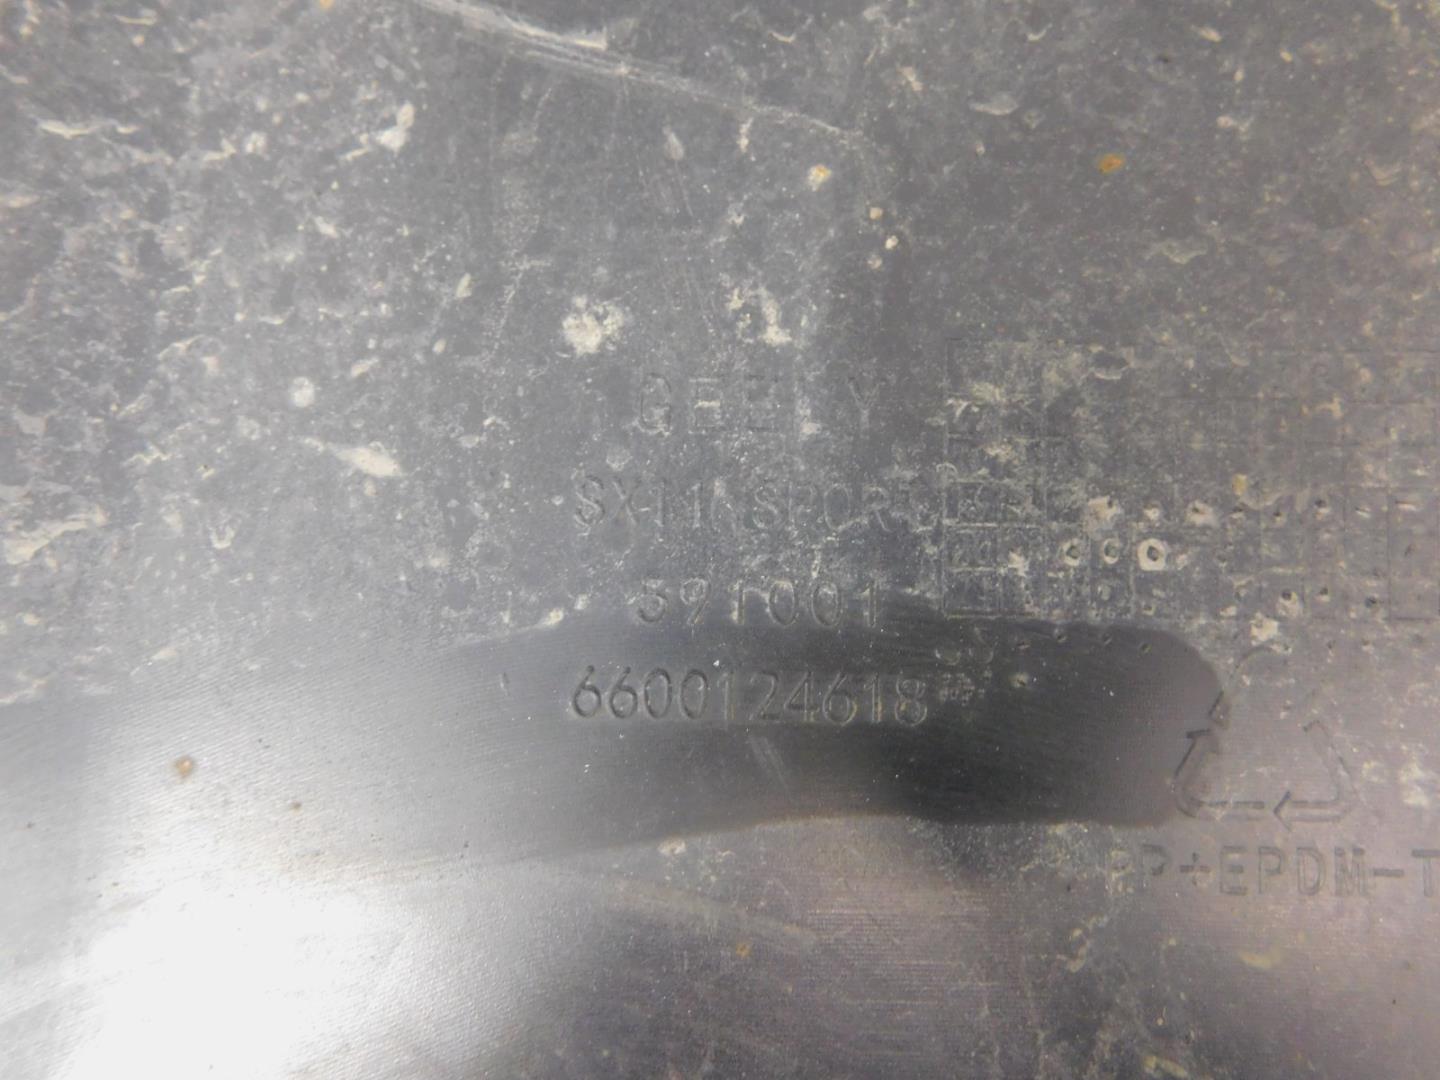 GEELY
SX11 SPORT
591001
6600124618
PP+EPDM-T